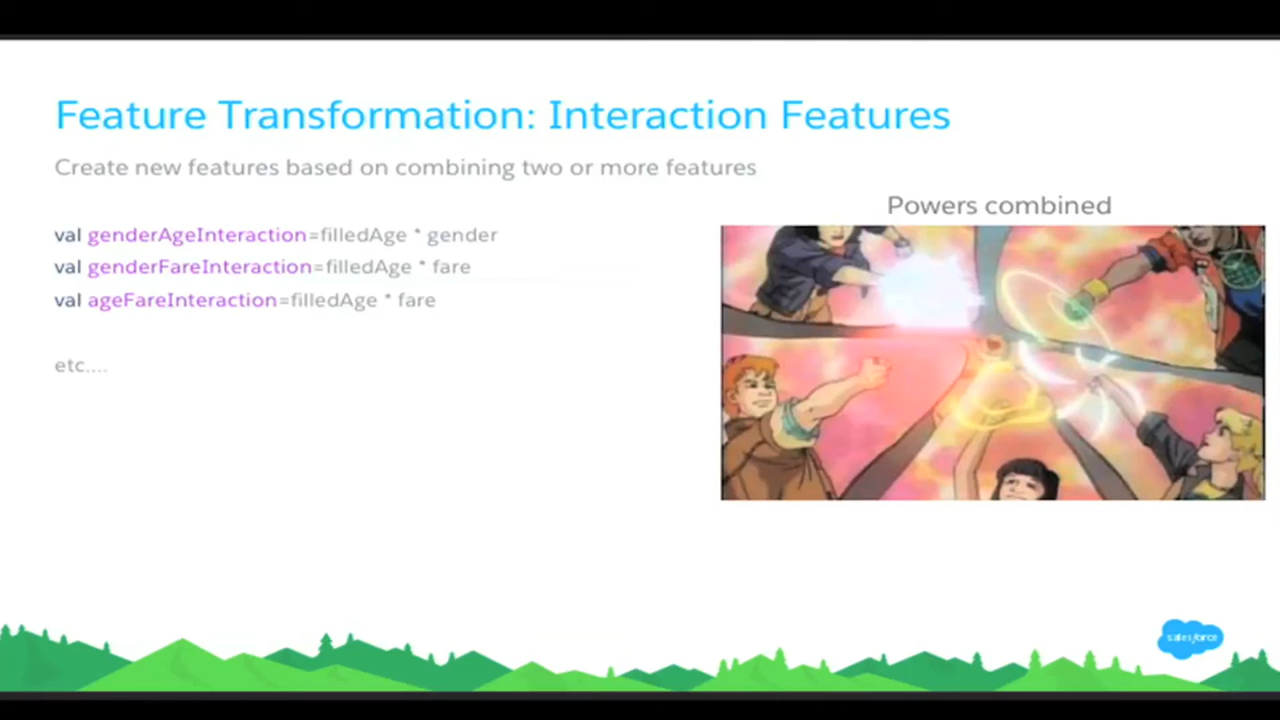 Feature Transformation: Interaction Features
Create new features based on combining two or more features
Powers combined
val genderAgeInteraction=filledAge * gender
val genderFareInteraction=filledAge * fare
val ageFareInteraction=filledAge * fare
etc....
salesforce